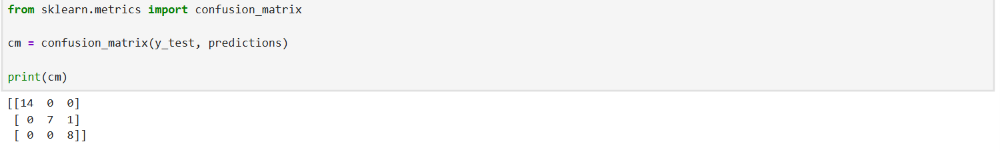 from sklearn.metrics import confusion_matrix
cm = confusion_matrix(y_test, predictions)
print(cm)
[[14  0  0]
 [ 0  7  1]
 [ 0  0  8]]